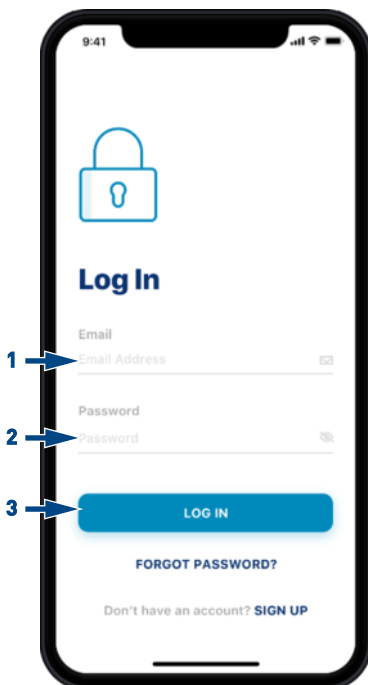 9:41
Log In
Email
1 Email Address
Password
2 Password
3 LOG IN
FORGOT PASSWORD?
Don't have an account? SIGN UP